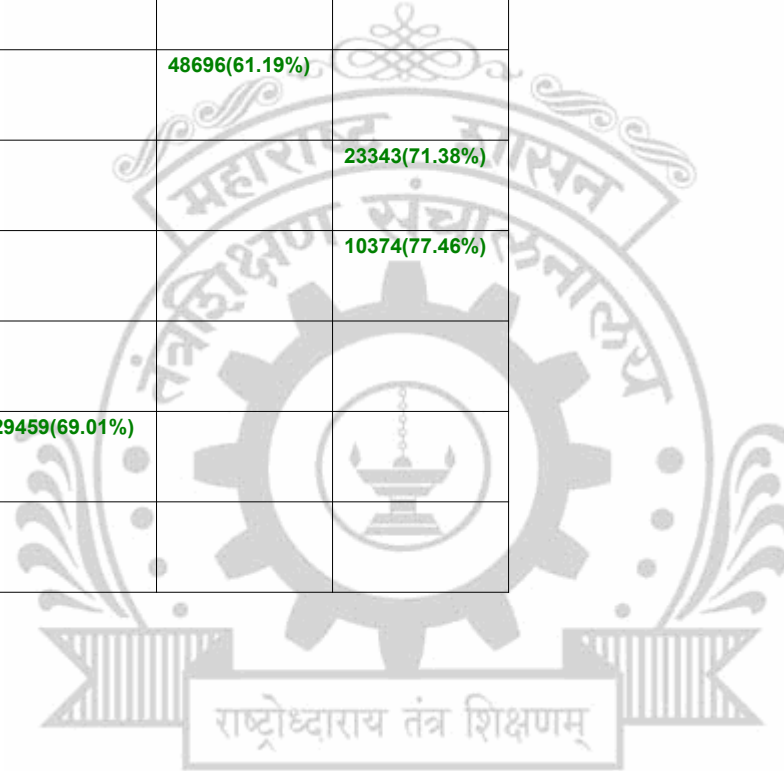 48696(61.19%)
23343(71.38%)
10374(77.46%)
29459(69.01%)
महाराष्ट्र शासन
तंत्रशिक्षण संचालनालय
राष्ट्रोध्दाराय तंत्र शिक्षणम्